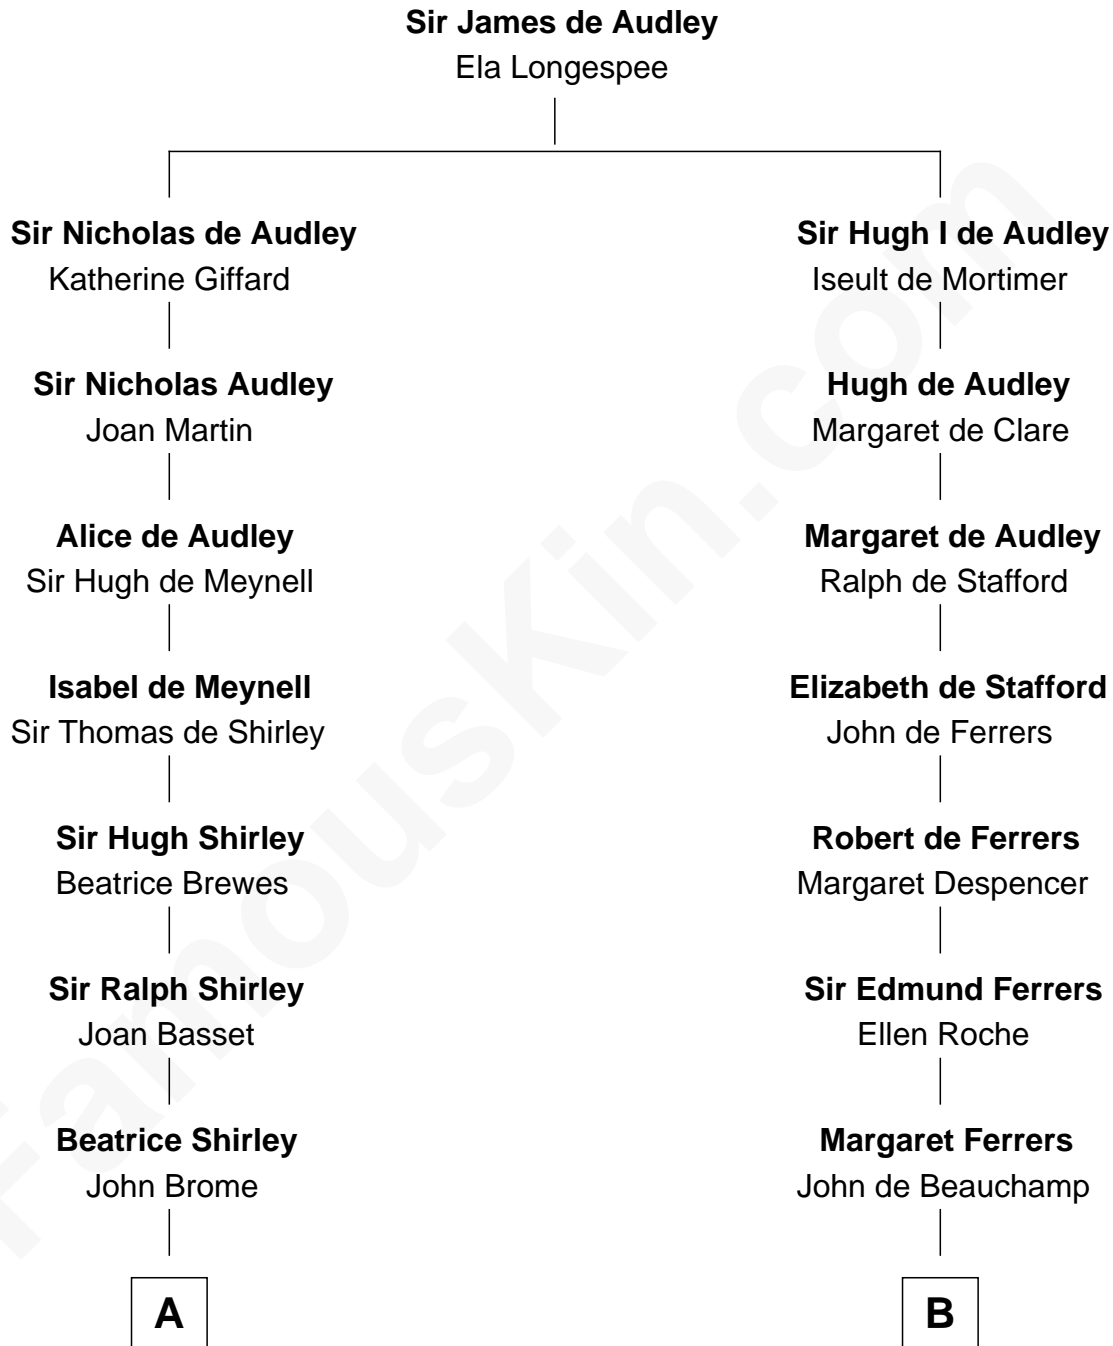 Sir James de Audley
Ela Longespee
Sir Nicholas de Audley
Katherine Giffard
Sir Nicholas Audley
Joan Martin
Alice de Audley
Sir Hugh de Meynell
Isabel de Meynell
Sir Thomas de Shirley
Sir Hugh Shirley
Beatrice Brewes
Sir Ralph Shirley
Joan Basset
Beatrice Shirley
John Brome
A
Sir Hugh I de Audley
Iseult de Mortimer
Hugh de Audley
Margaret de Clare
Margaret de Audley
Ralph de Stafford
Elizabeth de Stafford
John de Ferrers
Robert de Ferrers
Margaret Despencer
Sir Edmund Ferrers
Ellen Roche
Margaret Ferrers
John de Beauchamp
B
FamousKin.com